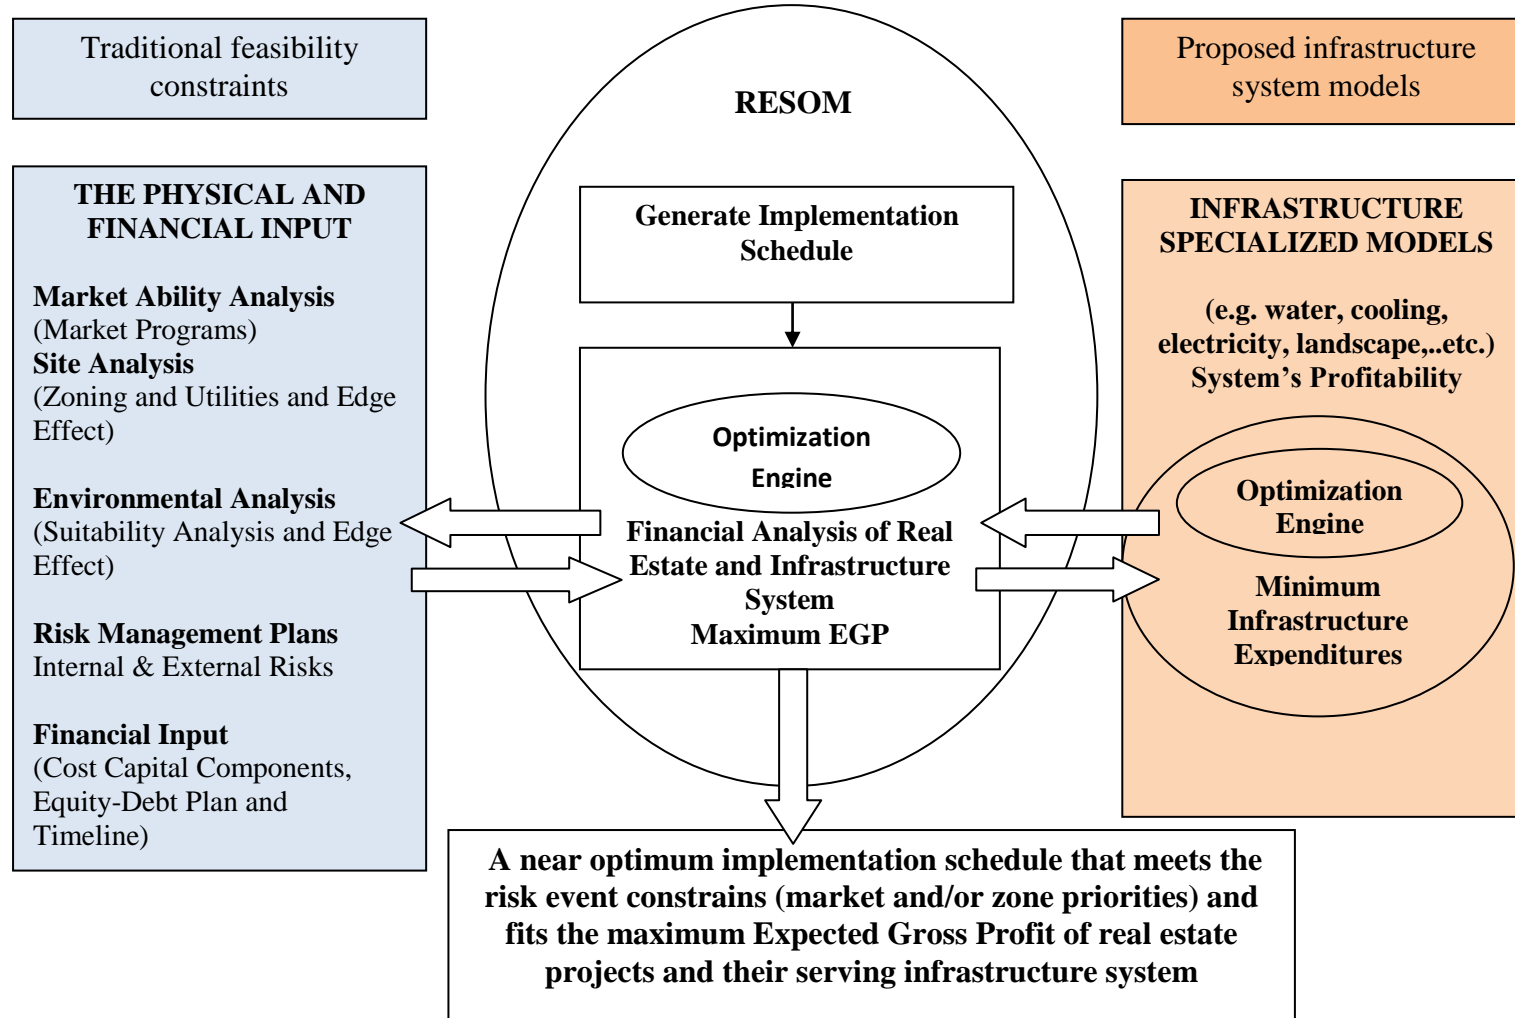 Traditional feasibility
constraints
THE PHYSICAL AND
FINANCIAL INPUT
Market Ability Analysis
(Market Programs)
Site Analysis
(Zoning and Utilities and Edge
Effect)
Environmental Analysis
(Suitability Analysis and Edge
Effect)
Risk Management Plans
Internal & External Risks
Financial Input
(Cost Capital Components,
Equity-Debt Plan and
Timeline)
RESOM
Generate Implementation
Schedule
Optimization
Engine
Financial Analysis of Real
Estate and Infrastructure
System
Maximum EGP
Proposed infrastructure
system models
INFRASTRUCTURE
SPECIALIZED MODELS
(e.g. water, cooling,
electricity, landscape,..etc.)
System’s Profitability
Optimization
Engine
Minimum
Infrastructure
Expenditures
A near optimum implementation schedule that meets the
risk event constrains (market and/or zone priorities) and
fits the maximum Expected Gross Profit of real estate
projects and their serving infrastructure system